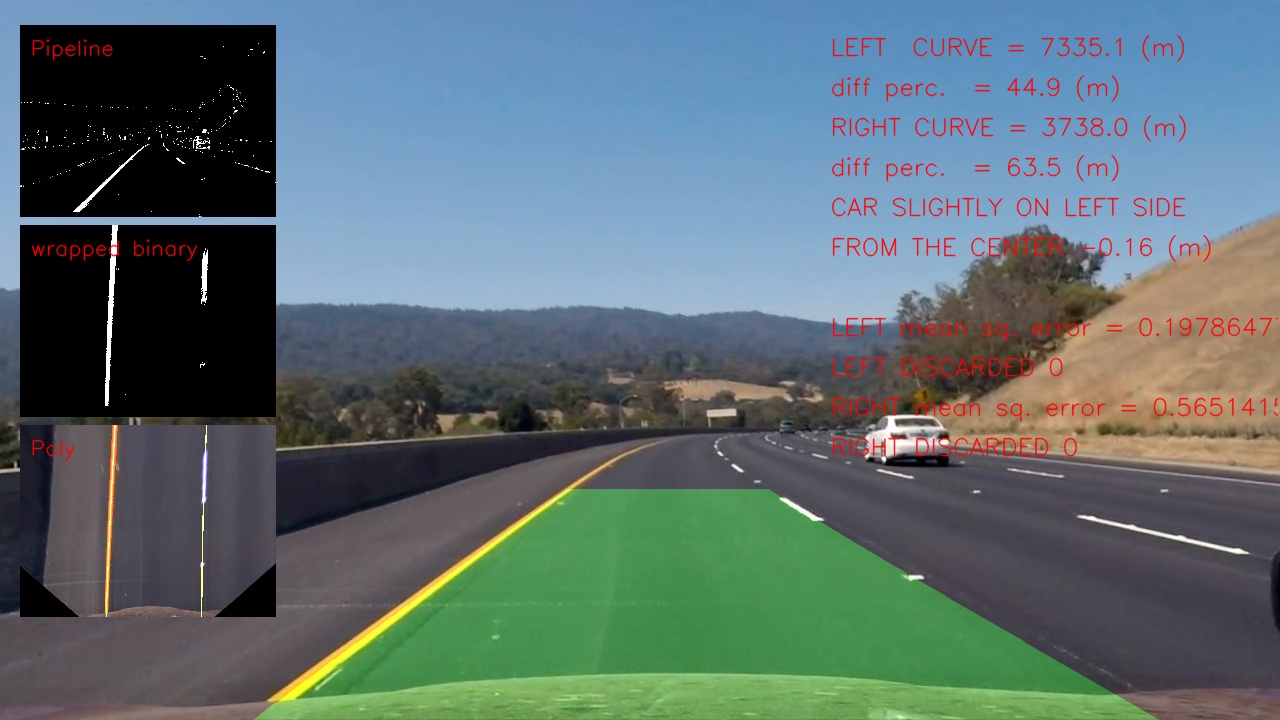 Pipeline
wrapped binary
Poly
LEFT CURVE = 7335.1 (m)
diff perc. = 44.9 (m)
RIGHT CURVE = 3738.0 (m)
diff perc. = 63.5 (m)
CAR SLIGHTLY ON LEFT SIDE
FROM THE CENTER -0.16 (m)
LEFT mean sq. error = 0.1978647
LEFT DISCARDED 0
RIGHT mean sq. error = 0.565141
RIGHT DISCARDED 0